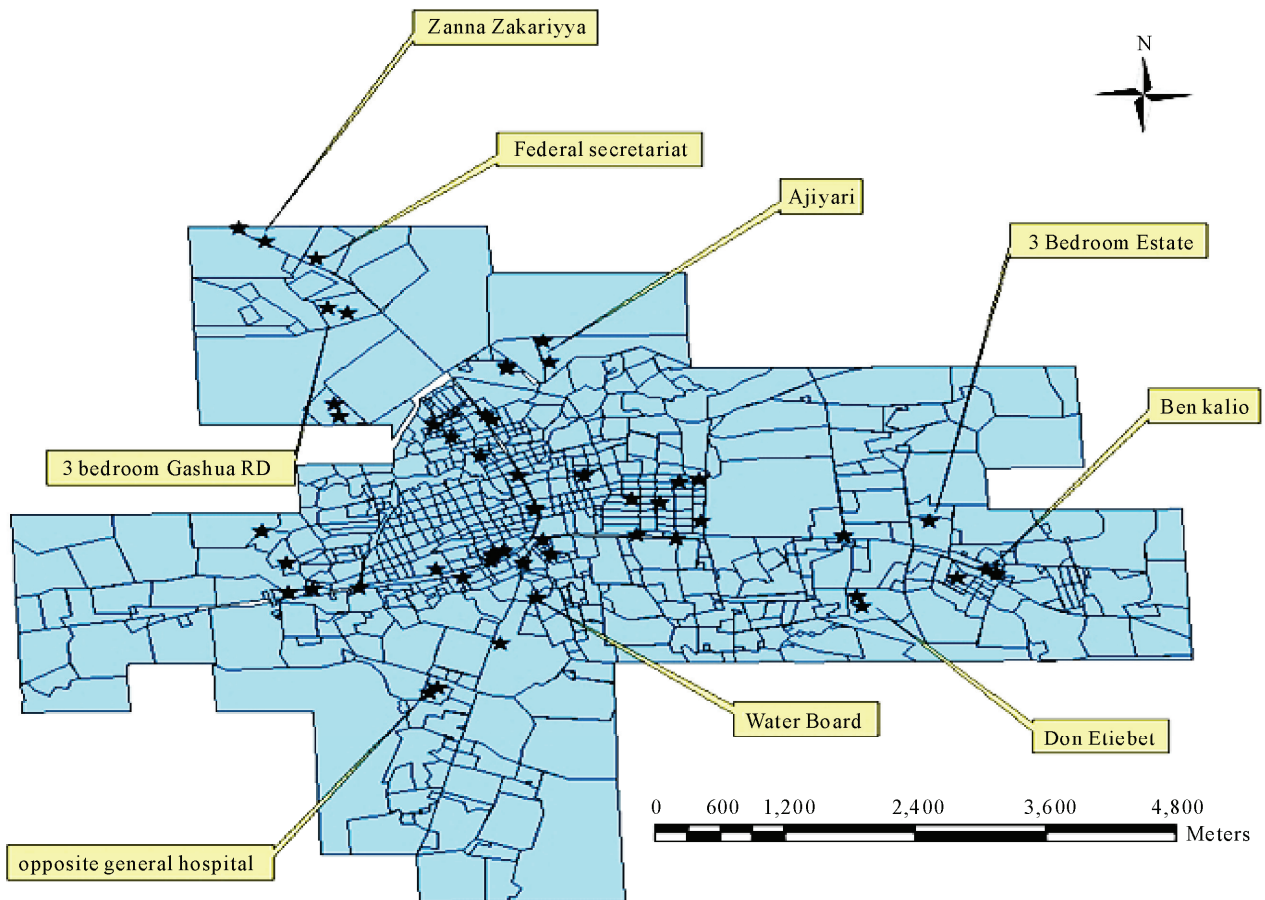 Zanna Zakariyya
N
Federal secretariat
Ajiyari
3 Bedroom Estate
Ben kalio
3 bedroom Gashua RD
Water Board
Don Etiebet
0 600 1,200 2,400 3,600 4,800
Meters
opposite general hospital